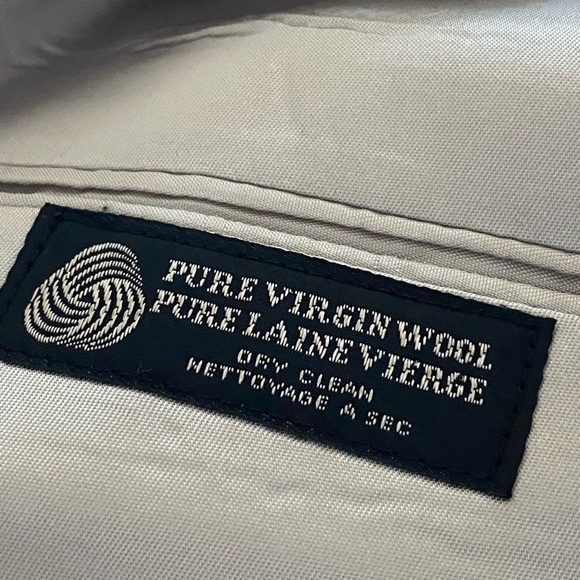 PURE VIRGIN WOOL
PURE LAINE VIERGE
DRY CLEAN
NETTOYAGE A SEC